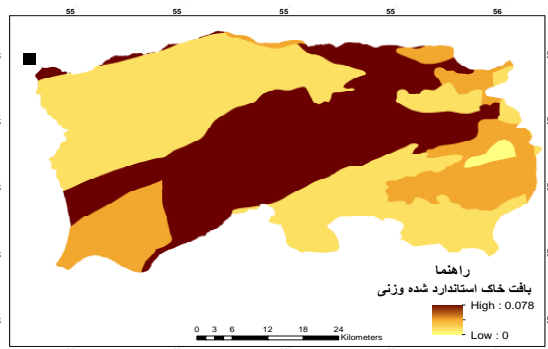 55 55 55 55 56
راهنما
بافت خاک استاندارد شده وزنی
High : 0.078
Low : 0
0 3 6 12 18 24
Kilometers